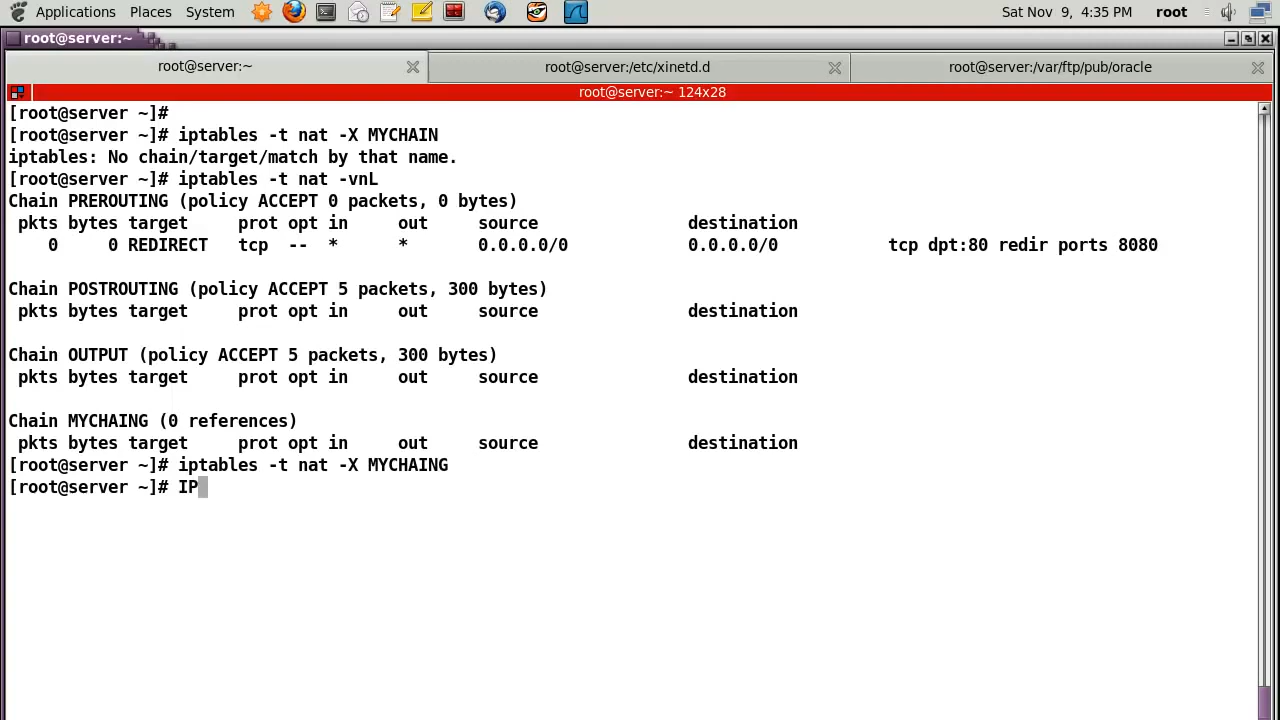 Applications Places System Sat Nov 9, 4:35 PM root
root@server:~
root@server:~ root@server:/etc/xinetd.d root@server:/var/ftp/pub/oracle
root@server:~ 124x28
[root@server ~]#
[root@server ~]# iptables -t nat -X MYCHAIN
iptables: No chain/target/match by that name.
[root@server ~]# iptables -t nat -vnL
Chain PREROUTING (policy ACCEPT 0 packets, 0 bytes)
pkts bytes target prot opt in out source destination
0 0 REDIRECT tcp -- * * 0.0.0.0/0 0.0.0.0/0 tcp dpt:80 redir ports 8080
Chain POSTROUTING (policy ACCEPT 5 packets, 300 bytes)
pkts bytes target prot opt in out source destination
Chain OUTPUT (policy ACCEPT 5 packets, 300 bytes)
pkts bytes target prot opt in out source destination
Chain MYCHAING (0 references)
pkts bytes target prot opt in out source destination
[root@server ~]# iptables -t nat -X MYCHAING
[root@server ~]# IP